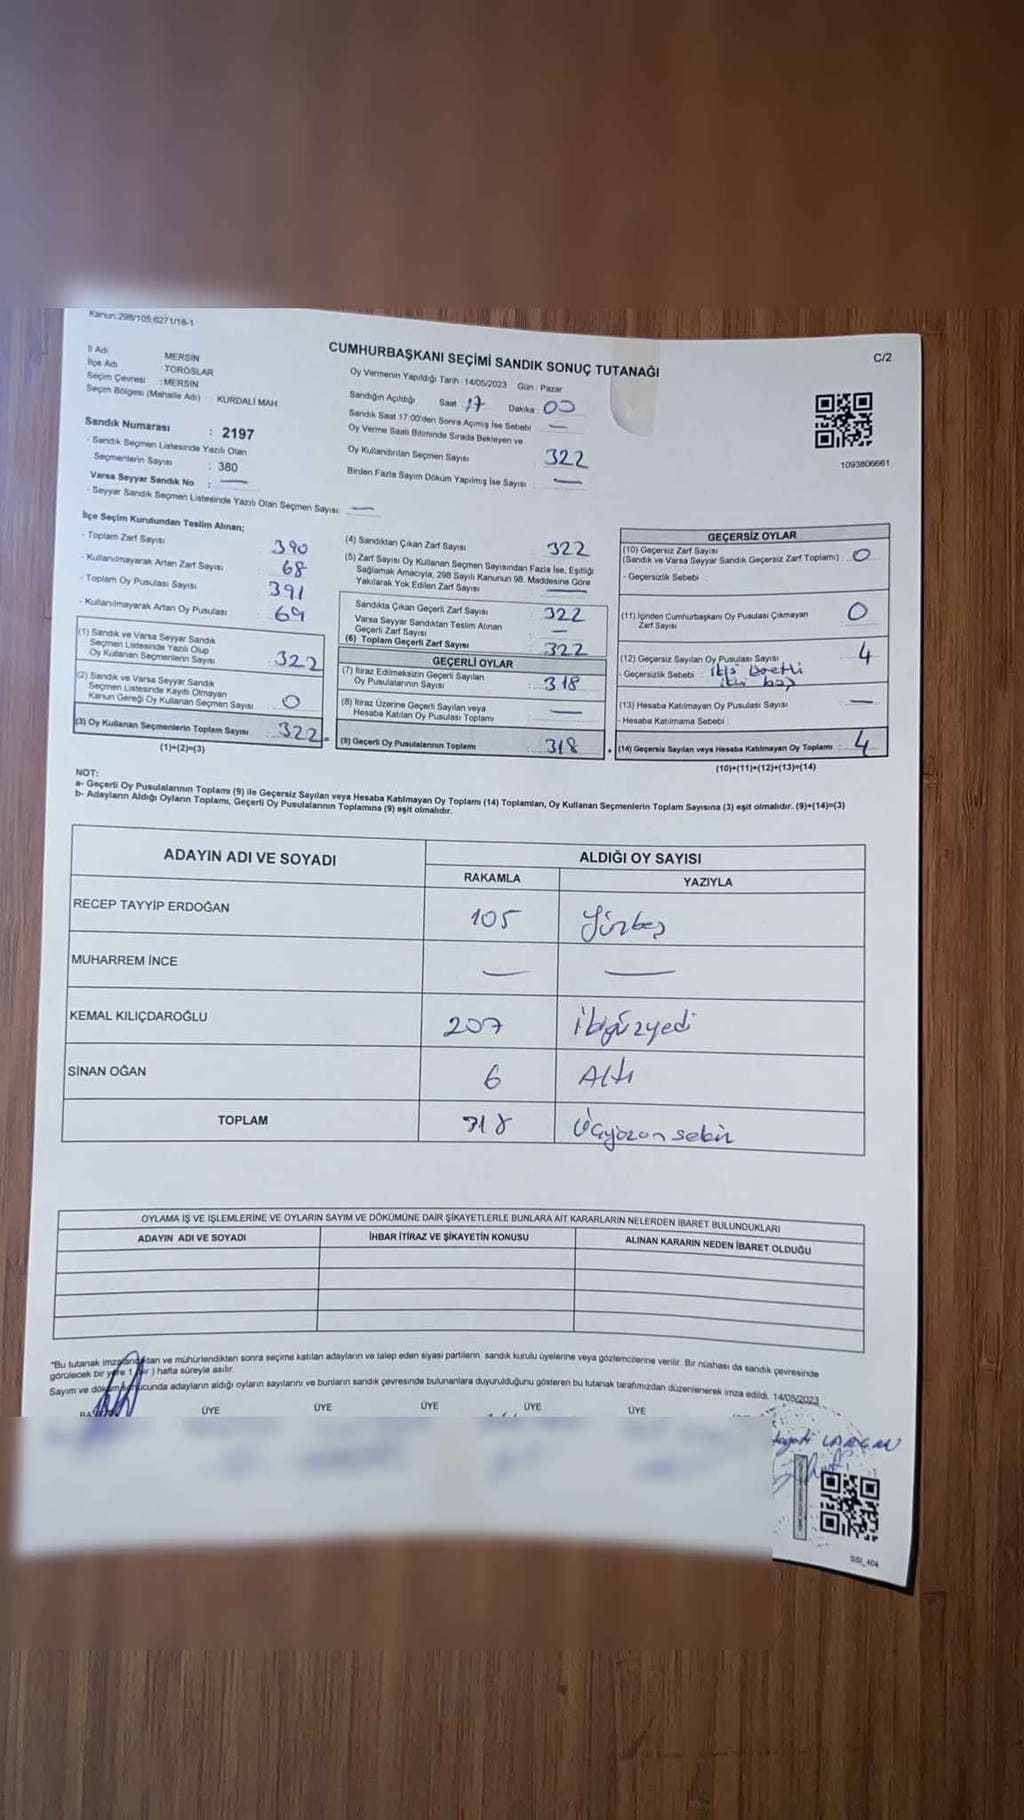 Kanun:298/105;6271/18-1
C/2
CUMHURBAŞKANI SEÇİMİ SANDIK SONUÇ TUTANAĞI
İl Adı : MERSİN
İlçe Adı : TOROSLAR
Seçim Çevresi : MERSİN
Seçim Bölgesi (Mahalle Adı) : KURDALİ MAH
Sandık Numarası : 2197
- Sandık Seçmen Listesinde Yazılı Olan
Seçmenlerin Sayısı : 380
Varsa Seyyar Sandık No : —
- Seyyar Sandık Seçmen Listesinde Yazılı Olan Seçmen Sayısı: —
Oy Vermenin Yapıldığı Tarih : 14/05/2023 Gün : Pazar
Sandığın Açıldığı Saat 17 Dakika 00
Sandık Saat 17:00'den Sonra Açımış İse Sebebi : —
Oy Verme Saati Bitiminde Sırada Bekleyen ve
Oy Kullandırılan Seçmen Sayısı : 322
Birden Fazla Sayım Döküm Yapılmış İse Sayısı : —
1093806661
İlçe Seçim Kurulundan Teslim Alınan;
- Toplam Zarf Sayısı : 390
- Kullanılmayarak Artan Zarf Sayısı : 68
- Toplam Oy Pusulası Sayısı : 391
- Kullanılmayarak Artan Oy Pusulası : 69
(1) Sandık ve Varsa Seyyar Sandık
Seçmen Listesinde Yazılı Olup
Oy Kullanan Seçmenlerin Sayısı : 322
(2) Sandık ve Varsa Seyyar Sandık
Seçmen Listesinde Kayıtlı Olmayan
Kanun Gereği Oy Kullanan Seçmen Sayısı : 0
(3) Oy Kullanan Seçmenlerin Toplam Sayısı : 322
(1)+(2)=(3)
(4) Sandıktan Çıkan Zarf Sayısı : 322
(5) Zarf Sayısı Oy Kullanan Seçmen Sayısından Fazla İse, Eşitliği
Sağlamak Amacıyla, 298 Sayılı Kanunun 98. Maddesine Göre
Yakılarak Yok Edilen Zarf Sayısı : —
Sandıkta Çıkan Geçerli Zarf Sayısı : 322
Varsa Seyyar Sandıktan Teslim Alınan
Geçerli Zarf Sayısı : —
(6) Toplam Geçerli Zarf Sayısı : 322
GEÇERLİ OYLAR
(7) İtiraz Edilmeksizin Geçerli Sayılan
Oy Pusulalarının Sayısı : 318
(8) İtiraz Üzerine Geçerli Sayılan veya
Hesaba Katılan Oy Pusulası Toplamı : —
(9) Geçerli Oy Pusulalarının Toplamı : 318
GEÇERSİZ OYLAR
(10) Geçersiz Zarf Sayısı
(Sandık ve Varsa Seyyar Sandık Geçersiz Zarf Toplamı) : 0
- Geçersizlik Sebebi :
(11) İçinden Cumhurbaşkanı Oy Pusulası Çıkmayan
Zarf Sayısı : 0
(12) Geçersiz Sayılan Oy Pusulası Sayısı : 4
- Geçersizlik Sebebi :
(13) Hesaba Katılmayan Oy Pusulası Sayısı : —
- Hesaba Katılmama Sebebi :
(14) Geçersiz Sayılan veya Hesaba Katılmayan Oy Toplamı : 4
(10)+(11)+(12)+(13)=(14)
NOT:
a- Geçerli Oy Pusulalarının Toplamı (9) ile Geçersiz Sayılan veya Hesaba Katılmayan Oy Toplamı (14) Toplamları, Oy Kullanan Seçmenlerin Toplam Sayısına (3) eşit olmalıdır. (9)+(14)=(3)
b- Adayların Aldığı Oyların Toplamı, Geçerli Oy Pusulalarının Toplamına (9) eşit olmalıdır.
ADAYIN ADI VE SOYADI ALDIĞI OY SAYISI
RAKAMLA YAZIYLA
RECEP TAYYİP ERDOĞAN 105 Yüzbeş
MUHARREM İNCE — —
KEMAL KILIÇDAROĞLU 207 ikiyüzyedi
SİNAN OĞAN 6 Altı
TOPLAM 318 Üçyüzon sekiz
OYLAMA İŞ VE İŞLEMLERİNE VE OYLARIN SAYIM VE DÖKÜMÜNE DAİR ŞİKAYETLERLE BUNLARA AİT KARARLARIN NELERDEN İBARET BULUNDUKLARI
ADAYIN ADI VE SOYADI İHBAR İTİRAZ VE ŞİKAYETİN KONUSU ALINAN KARARIN NEDEN İBARET OLDUĞU
"Bu tutanak imzalandıktan ve mühürlendikten sonra seçime katılan adayların ve talep eden siyasi partilerin sandık kurulu üyelerine veya gözlemcilerine verilir. Bir nüshası da sandık çevresinde
görülecek bir yere 1 (bir) hafta süreyle asılır.
Sayım ve döküm sonucunda adayların aldığı oyların sayılarını ve bunların sandık çevresinde bulunanlara duyurulduğunu gösteren bu tutanak tarafımızdan düzenlenerek imza edildi. 14/05/2023
ÜYE ÜYE ÜYE ÜYE ÜYE